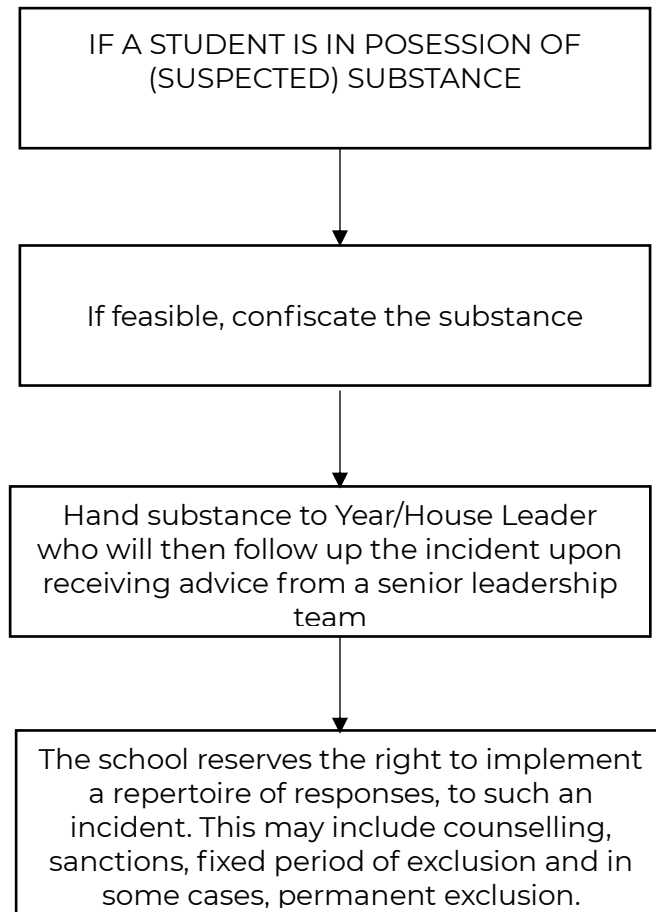 IF A STUDENT IS IN POSESSION OF
(SUSPECTED) SUBSTANCE
If feasible, confiscate the substance
Hand substance to Year/House Leader
who will then follow up the incident upon
receiving advice from a senior leadership
team
The school reserves the right to implement
a repertoire of responses, to such an
incident. This may include counselling,
sanctions, fixed period of exclusion and in
some cases, permanent exclusion.